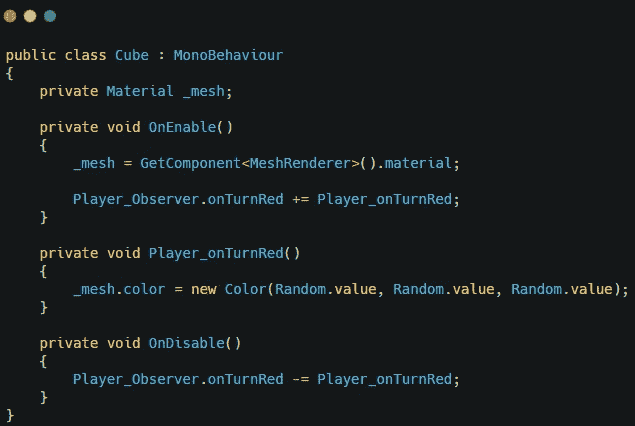 public class Cube : MonoBehaviour
{
    private Material _mesh;

    private void OnEnable()
    {
        _mesh = GetComponent<MeshRenderer>().material;

        Player_Observer.onTurnRed += Player_onTurnRed;
    }

    private void Player_onTurnRed()
    {
        _mesh.color = new Color(Random.value, Random.value, Random.value);
    }

    private void OnDisable()
    {
        Player_Observer.onTurnRed -= Player_onTurnRed;
    }
}